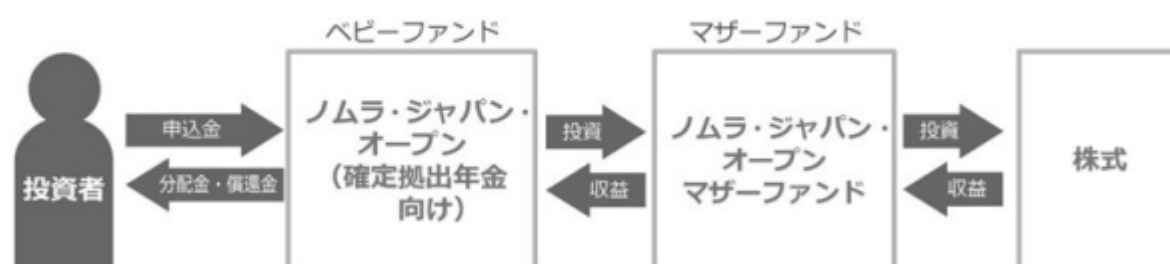 ベビーファンド
マザーファンド
投資者
申込金
分配金・償還金
ノムラ・ジャパン・
オープン
（確定拠出年金
向け）
投資
収益
ノムラ・ジャパン・
オープン
マザーファンド
投資
収益
株式